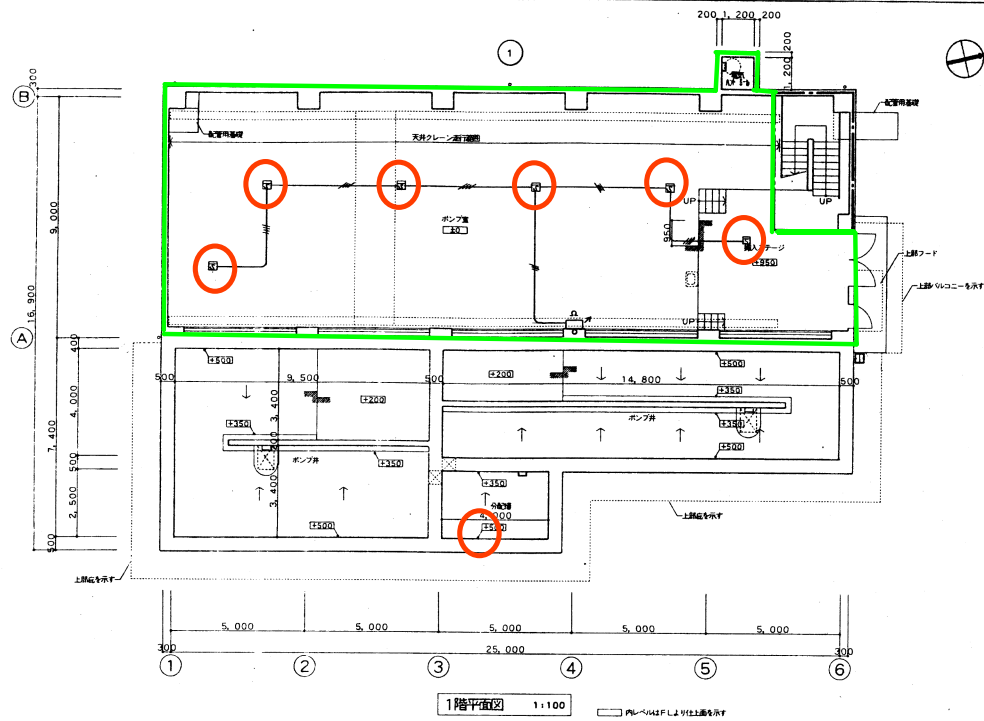 200 1,200 200
200
1,200
1
300
B
配管用基礎
配管用基礎
天井クレーン走行範囲
UP
9,000
ポンプ室
±0
950
搬入ステージ
+950
上部フード
上部バルコニーを示す
16,900
UP
A
400
+500
+500
500
9,500
500
+200
14,800
500
+350
4,000
3,400
+200
7,400
+350
ポンプ井
+350
200
ポンプ井
+350
+500
500
3,400
+350
2,500
分配槽
4,000
+500
+500
上部庇を示す
500
上部庇を示す
5,000
5,000
5,000
5,000
5,000
300
25,000
300
1
2
3
4
5
6
1階平面図 1:100
内レベルはFLより仕上面を示す